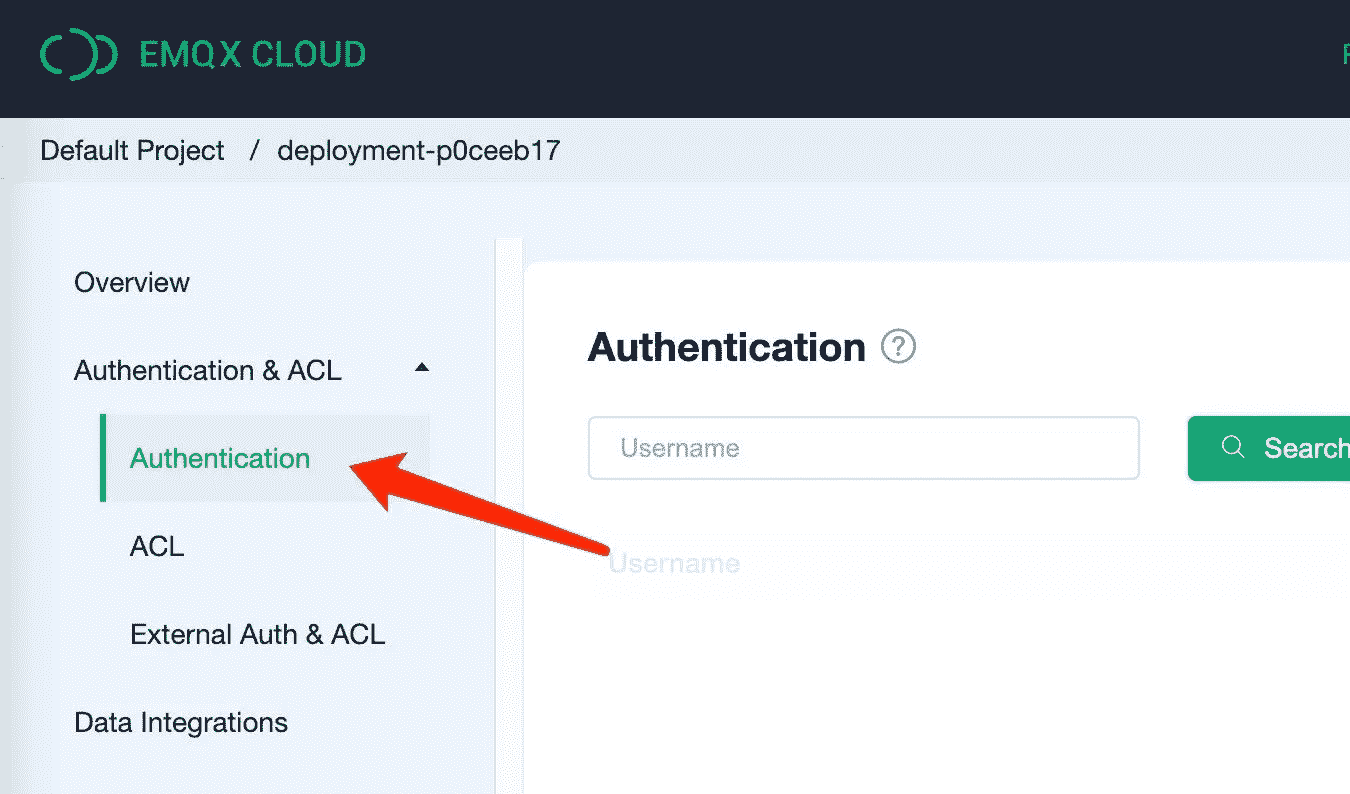 EMQX CLOUD
Default Project / deployment-p0ceeb17
Overview
Authentication & ACL
Authentication
ACL
External Auth & ACL
Data Integrations
Authentication
Username
Search
Username